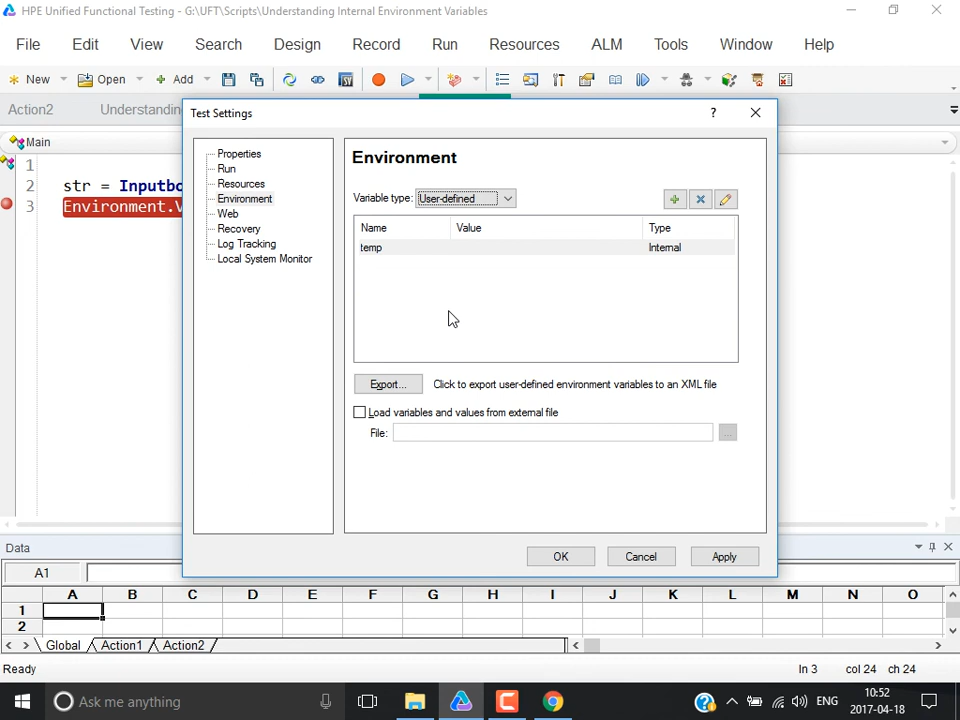 HPE Unified Functional Testing - G:\UFT\Scripts\Understanding Internal Environment Variables
File Edit View Search Design Record Run Resources ALM Tools Window Help
New Open Add
Action2 Understandin
Main
1
2 str = Inputbo
3 Environment.V
Test Settings
Properties
Run
Resources
Environment
Web
Recovery
Log Tracking
Local System Monitor
Environment
Variable type: User-defined
Name Value Type
temp Internal
Export... Click to export user-defined environment variables to an XML file
Load variables and values from external file
File: ...
OK Cancel Apply
Data
A1
A B C D E F G H I J K L M N O
1
2
Global Action1 Action2
Ready ln 3 col 24 ch 24
Ask me anything ENG 10:52
2017-04-18